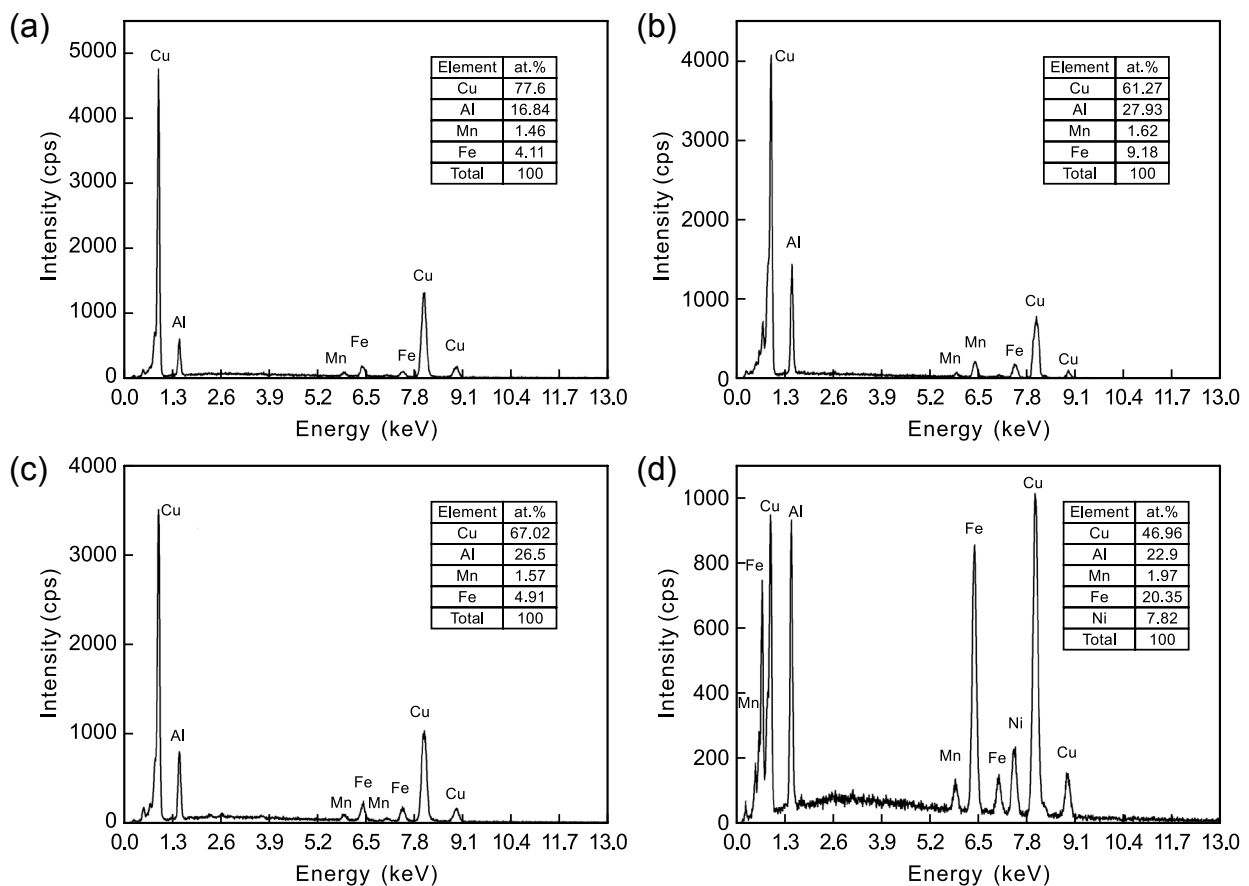 (a)
Intensity (cps)
5000
4000
3000
2000
1000
0
Cu
Al
Mn
Fe
Fe
Cu
Cu
Element at.%
Cu 77.6
Al 16.84
Mn 1.46
Fe 4.11
Total 100
0.0 1.3 2.6 3.9 5.2 6.5 7.8 9.1 10.4 11.7 13.0
Energy (keV)
(b)
Intensity (cps)
4000
3000
2000
1000
0
Cu
Al
Mn
Mn
Fe
Cu
Cu
Element at.%
Cu 61.27
Al 27.93
Mn 1.62
Fe 9.18
Total 100
0.0 1.3 2.6 3.9 5.2 6.5 7.8 9.1 10.4 11.7 13.0
Energy (keV)
(c)
Intensity (cps)
4000
3000
2000
1000
0
Cu
Al
Mn
Fe
Mn
Fe
Cu
Cu
Element at.%
Cu 67.02
Al 26.5
Mn 1.57
Fe 4.91
Total 100
0.0 1.3 2.6 3.9 5.2 6.5 7.8 9.1 10.4 11.7 13.0
Energy (keV)
(d)
Intensity (cps)
1000
800
600
400
200
0
Mn
Fe
Cu
Al
Mn
Fe
Fe
Ni
Cu
Cu
Element at.%
Cu 46.96
Al 22.9
Mn 1.97
Fe 20.35
Ni 7.82
Total 100
0.0 1.3 2.6 3.9 5.2 6.5 7.8 9.1 10.4 11.7 13.0
Energy (keV)